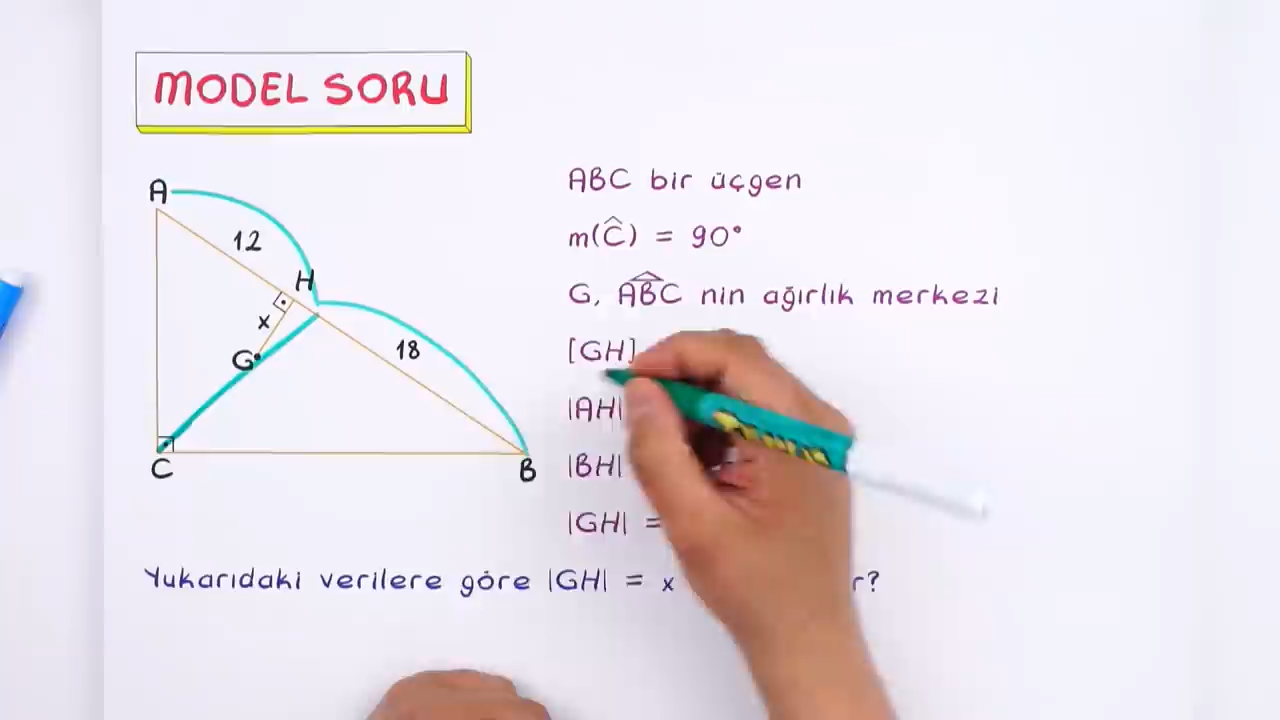 MODEL SORU
A
12
H
x
G
18
C
B
ABC bir üçgen
m(Ĉ) = 90°
G, ABC nin ağırlık merkezi
[GH]
|AH|
|BH|
|GH| =
Yukarıdaki verilere göre |GH| = x r?